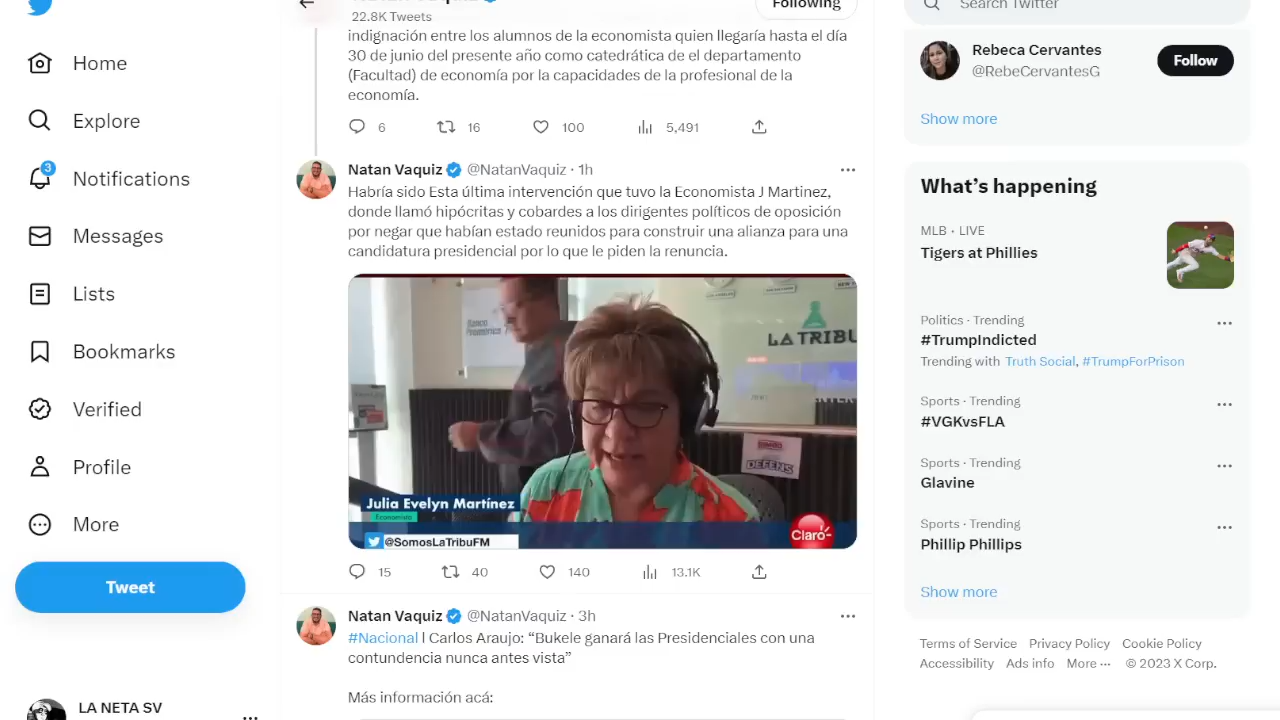 22.8K Tweets
Following
Search Twitter
Home
Explore
3
Notifications
Messages
Lists
Bookmarks
Verified
Profile
More
Tweet
LA NETA SV
indignación entre los alumnos de la economista quien llegaría hasta el día
30 de junio del presente año como catedrática de el departamento
(Facultad) de economía por la capacidades de la profesional de la
economía.
6 16 100 5,491
Natan Vaquiz @NatanVaquiz · 1h
Habría sido Esta última intervención que tuvo la Economista J Martinez,
donde llamó hipócritas y cobardes a los dirigentes políticos de oposición
por negar que habían estado reunidos para construir una alianza para una
candidatura presidencial por lo que le piden la renuncia.
LA TRIBU
DEFENS
Julia Evelyn Martínez
Economista
@SomosLaTribuFM
Claro
15 40 140 13.1K
Natan Vaquiz @NatanVaquiz · 3h
#Nacional l Carlos Araujo: “Bukele ganará las Presidenciales con una
contundencia nunca antes vista”
Más información acá:
Rebeca Cervantes
@RebeCervantesG
Follow
Show more
What’s happening
MLB · LIVE
Tigers at Phillies
Politics · Trending
#TrumpIndicted
Trending with Truth Social, #TrumpForPrison
Sports · Trending
#VGKvsFLA
Sports · Trending
Glavine
Sports · Trending
Phillip Phillips
Show more
Terms of Service Privacy Policy Cookie Policy
Accessibility Ads info More ··· © 2023 X Corp.